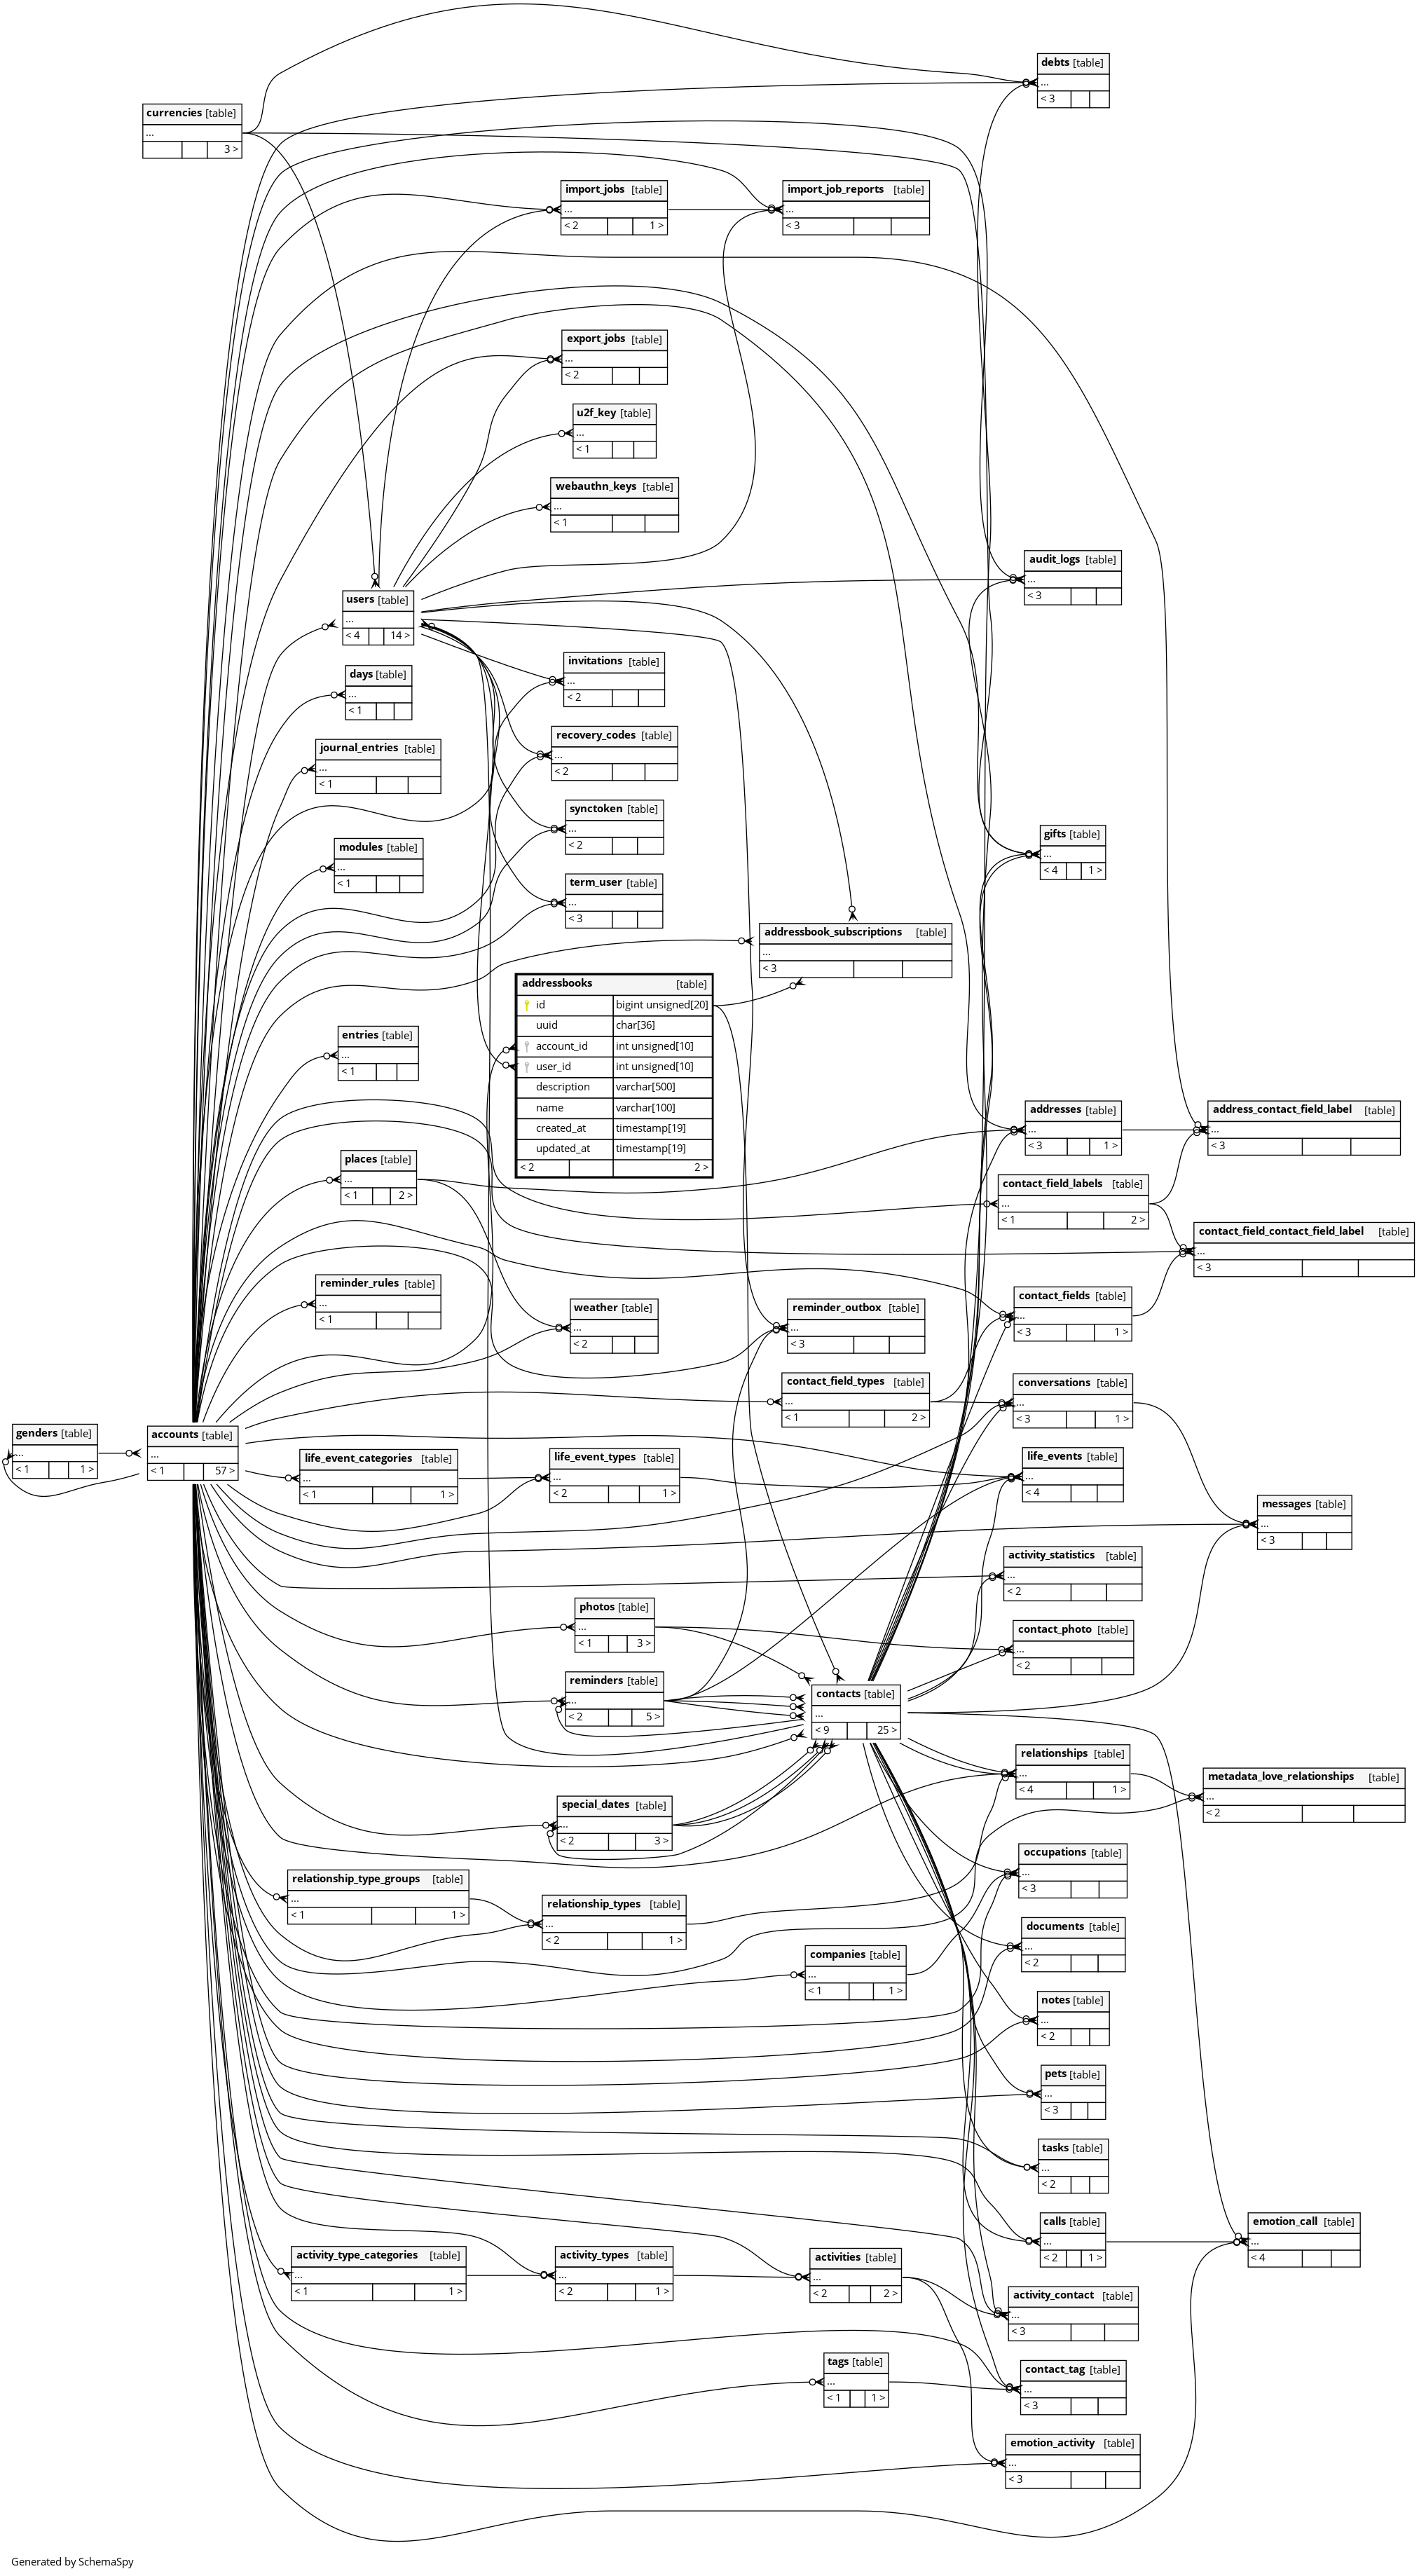 debts [table]
...
< 3
currencies [table]
...
3 >
import_jobs [table]
...
< 2 1 >
import_job_reports [table]
...
< 3
export_jobs [table]
...
< 2
u2f_key [table]
...
< 1
webauthn_keys [table]
...
< 1
audit_logs [table]
...
< 3
users [table]
...
< 4 14 >
invitations [table]
...
< 2
days [table]
...
< 1
recovery_codes [table]
...
< 2
journal_entries [table]
...
< 1
synctoken [table]
...
< 2
gifts [table]
...
< 4 1 >
modules [table]
...
< 1
term_user [table]
...
< 3
addressbook_subscriptions [table]
...
< 3
addressbooks [table]
id bigint unsigned[20]
uuid char[36]
account_id int unsigned[10]
user_id int unsigned[10]
description varchar[500]
name varchar[100]
created_at timestamp[19]
updated_at timestamp[19]
< 2 2 >
entries [table]
...
< 1
addresses [table]
...
< 3 1 >
address_contact_field_label [table]
...
< 3
places [table]
...
< 1 2 >
contact_field_labels [table]
...
< 1 2 >
contact_field_contact_field_label [table]
...
< 3
reminder_rules [table]
...
< 1
weather [table]
...
< 2
reminder_outbox [table]
...
< 3
contact_fields [table]
...
< 3 1 >
contact_field_types [table]
...
< 1 2 >
conversations [table]
...
< 3 1 >
genders [table]
...
< 1 1 >
accounts [table]
...
< 1 57 >
life_event_categories [table]
...
< 1 1 >
life_event_types [table]
...
< 2 1 >
life_events [table]
...
< 4
messages [table]
...
< 3
activity_statistics [table]
...
< 2
photos [table]
...
< 1 3 >
contact_photo [table]
...
< 2
reminders [table]
...
< 2 5 >
contacts [table]
...
< 9 25 >
relationships [table]
...
< 4 1 >
metadata_love_relationships [table]
...
< 2
special_dates [table]
...
< 2 3 >
occupations [table]
...
< 3
relationship_type_groups [table]
...
< 1 1 >
relationship_types [table]
...
< 2 1 >
documents [table]
...
< 2
companies [table]
...
< 1 1 >
notes [table]
...
< 2
pets [table]
...
< 3
tasks [table]
...
< 2
calls [table]
...
< 2 1 >
emotion_call [table]
...
< 4
activity_type_categories [table]
...
< 1 1 >
activity_types [table]
...
< 2 1 >
activities [table]
...
< 2 2 >
activity_contact [table]
...
< 3
tags [table]
...
< 1 1 >
contact_tag [table]
...
< 3
emotion_activity [table]
...
< 3
Generated by SchemaSpy